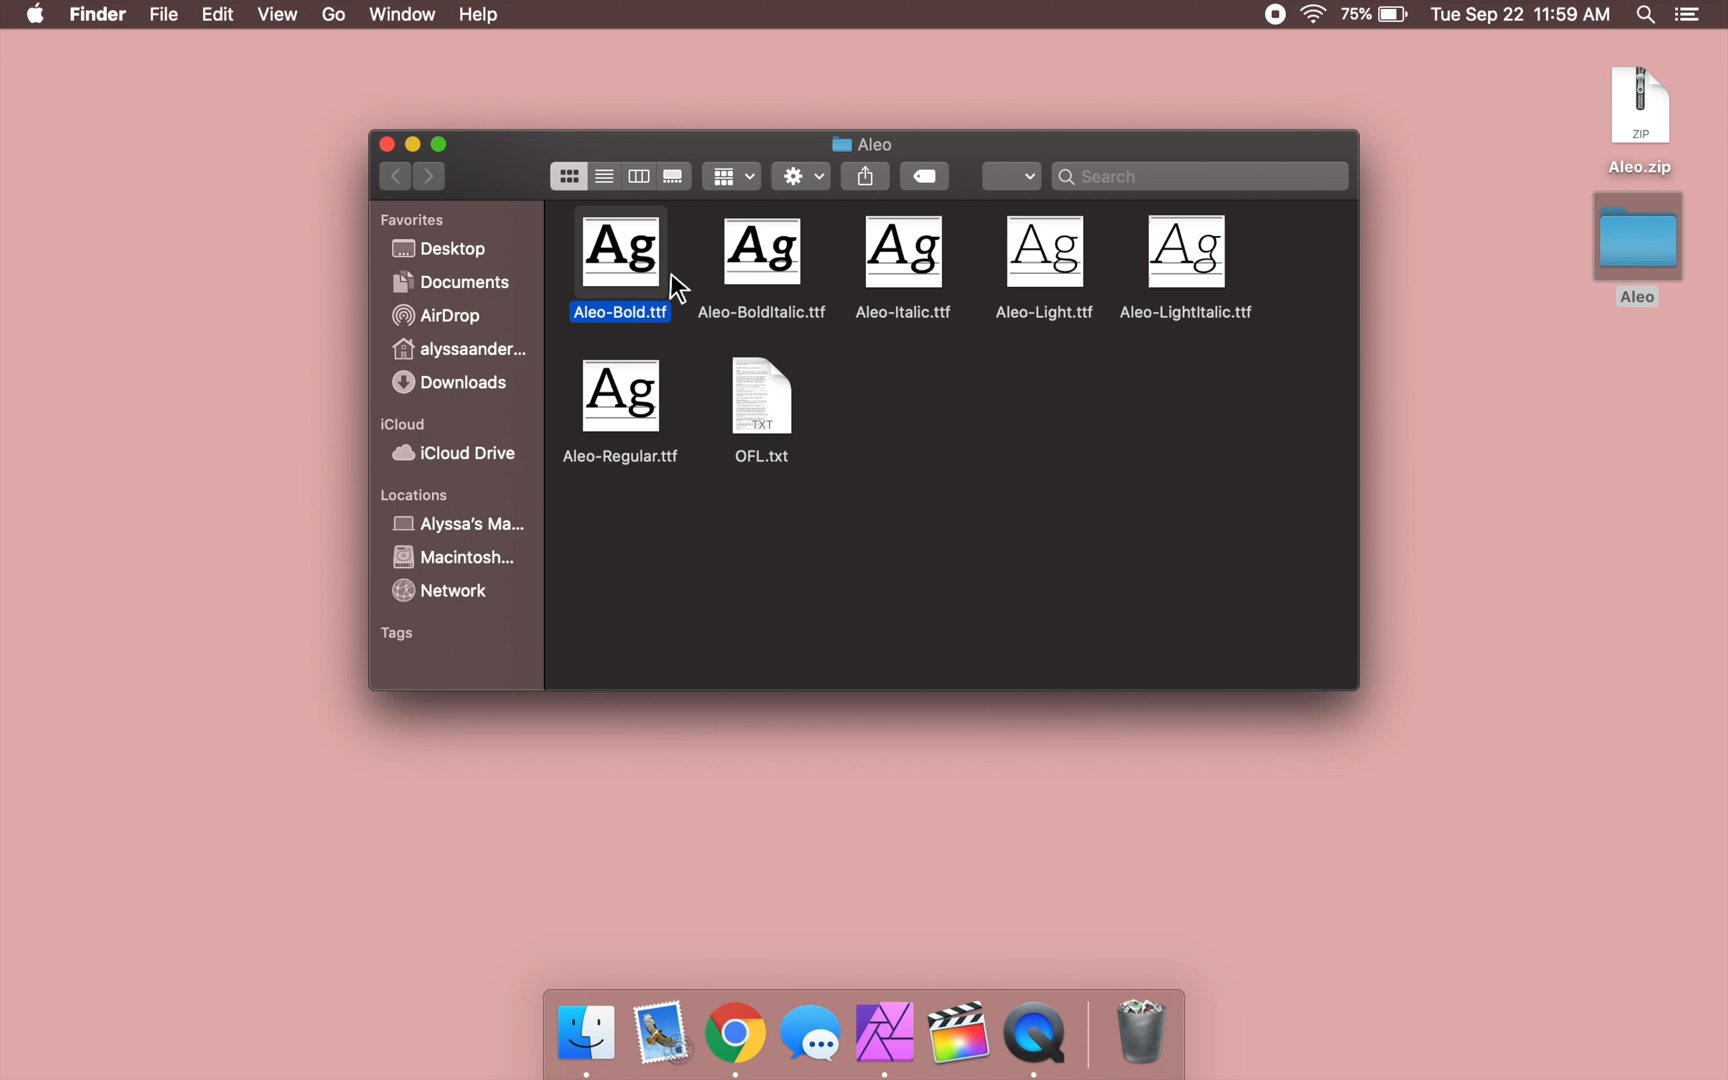 Finder File Edit View Go Window Help 75% Tue Sep 22 11:59 AM
Aleo
Search
ZIP
Aleo.zip
Aleo
Favorites
Desktop
Documents
AirDrop
alyssaander...
Downloads
iCloud
iCloud Drive
Locations
Alyssa's Ma...
Macintosh...
Network
Tags
Ag Ag Ag Ag Ag
Aleo-Bold.ttf Aleo-BoldItalic.ttf Aleo-Italic.ttf Aleo-Light.ttf Aleo-LightItalic.ttf
Ag TXT
Aleo-Regular.ttf OFL.txt